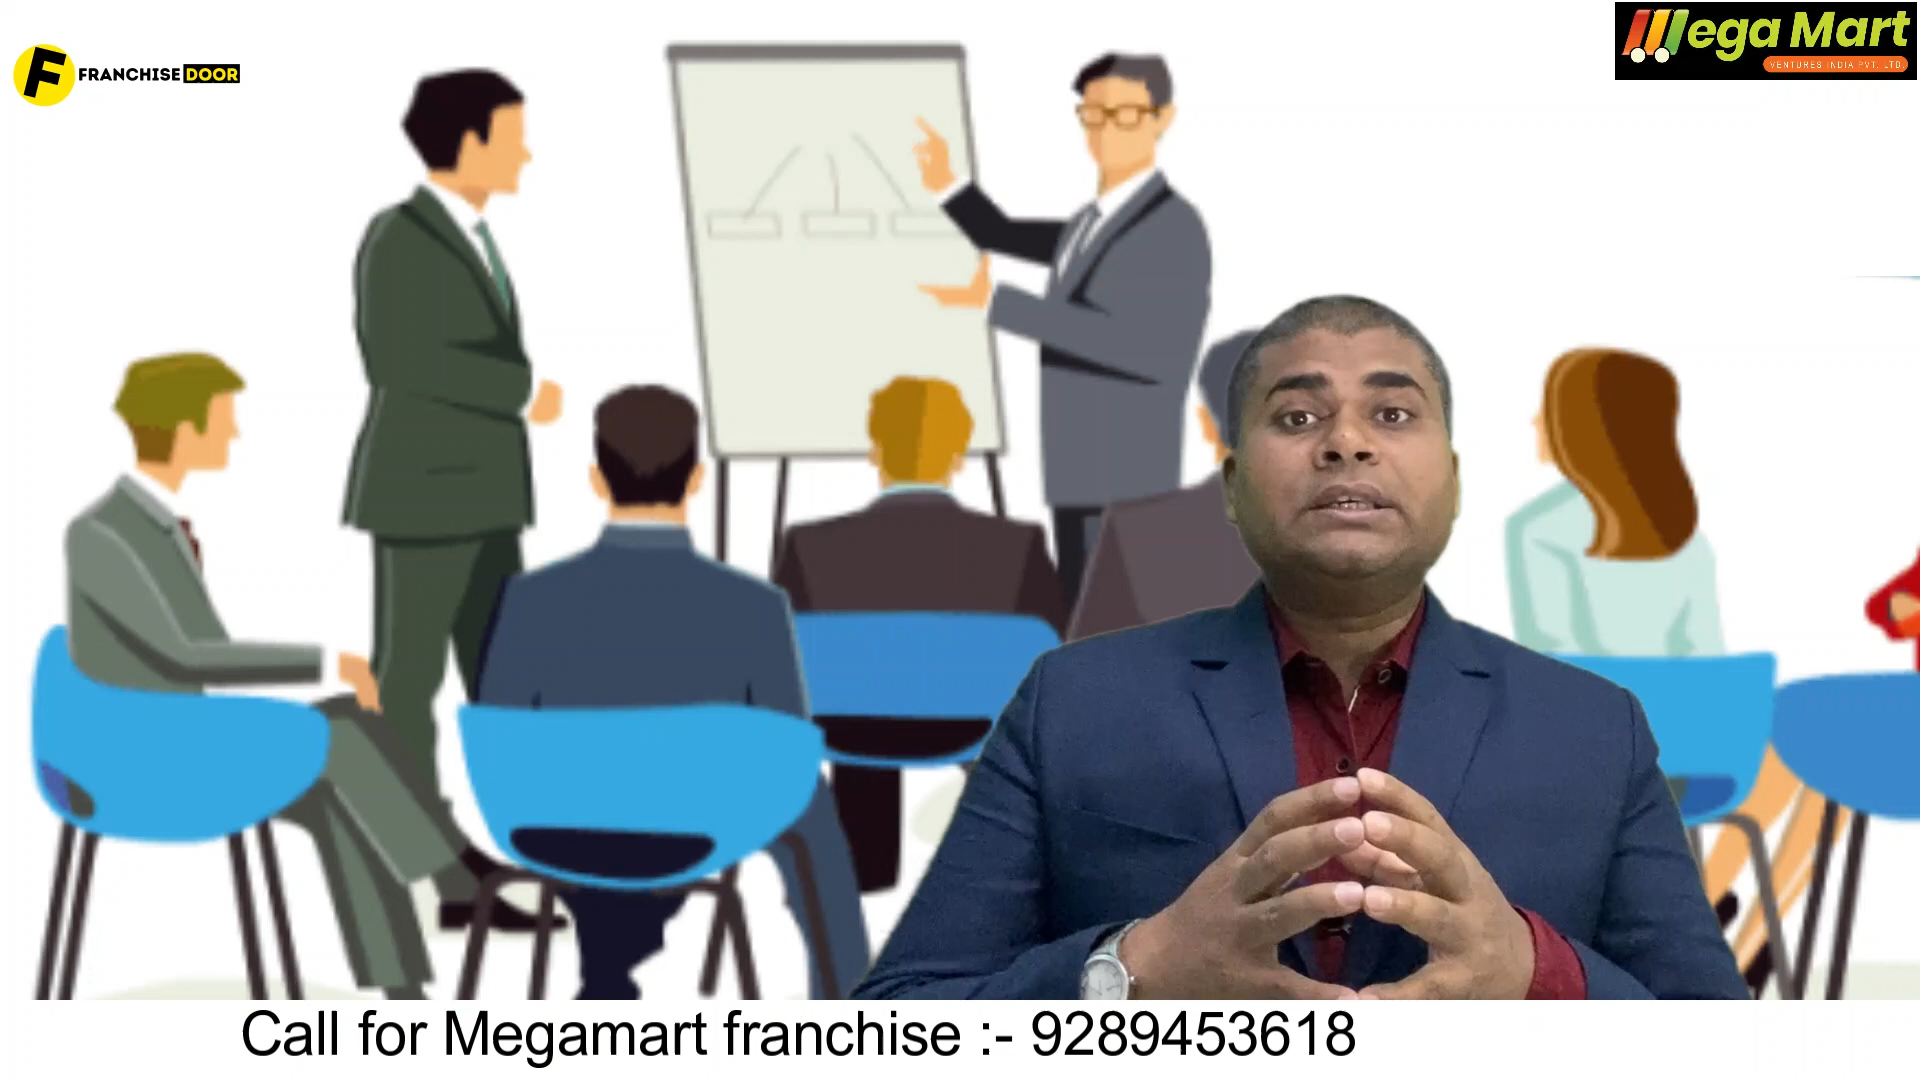 FRANCHISE DOOR
Mega Mart
VENTURES INDIA PVT. LTD.
Call for Megamart franchise :- 9289453618